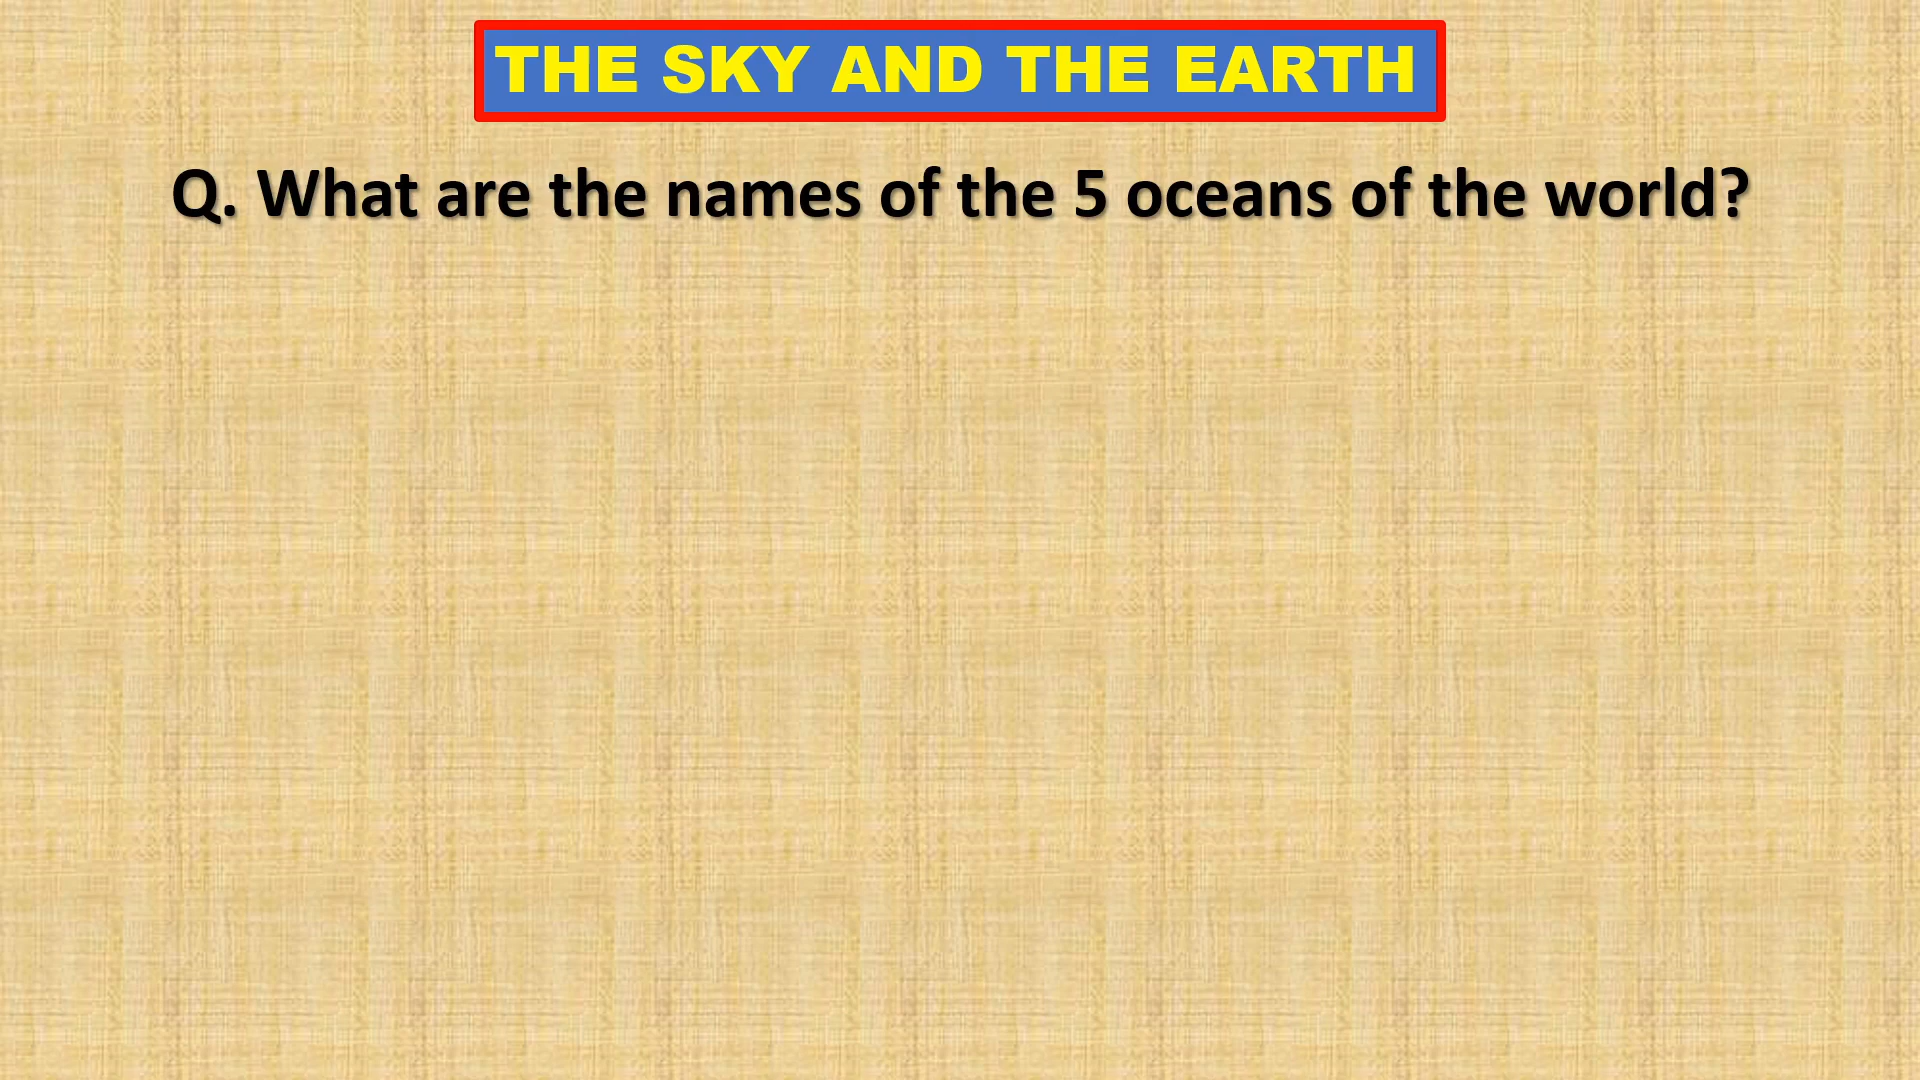 THE SKY AND THE EARTH
Q. What are the names of the 5 oceans of the world?